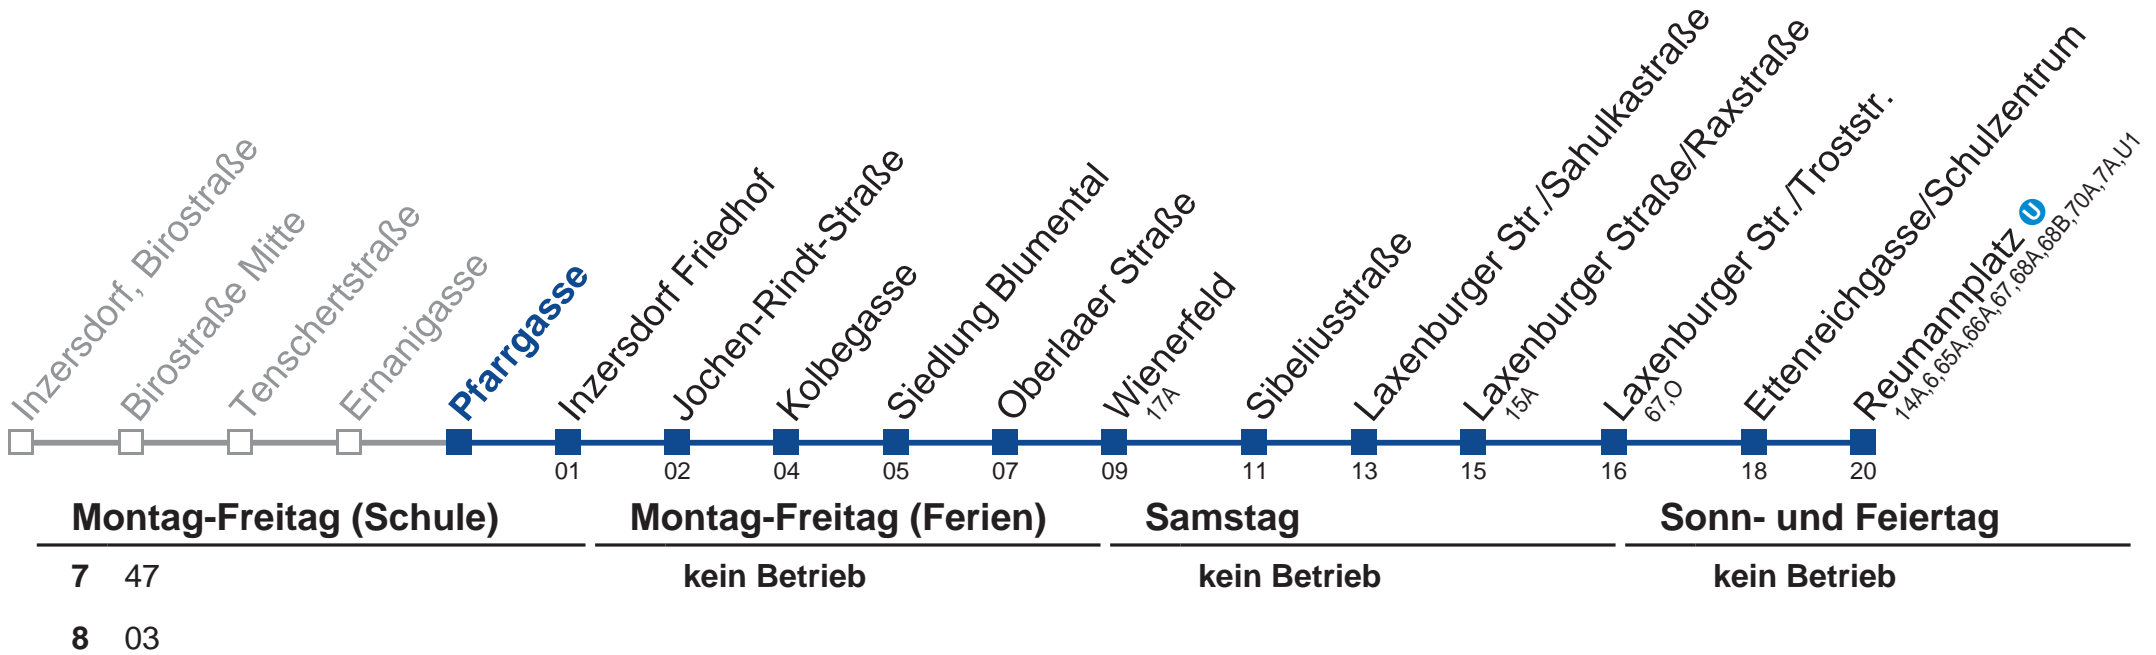 Inzersdorf, Birostraße
Birostraße Mitte
Tenschertstraße
Ernanigasse
Pfarrgasse
Inzersdorf Friedhof
Jochen-Rindt-Straße
Kolbegasse
Siedlung Blumental
Oberlaaer Straße
Wienerfeld
17A
Sibeliusstraße
Laxenburger Str./Sahulkastraße
Laxenburger Straße/Raxstraße
15A
Laxenburger Str./Troststr.
67,O
Ettenreichgasse/Schulzentrum
Reumannplatz U
14A,6,65A,66A,67,68A,68B,70A,7A,U1
01 02 04 05 07 09 11 13 15 16 18 20
Montag-Freitag (Schule) Montag-Freitag (Ferien) Samstag Sonn- und Feiertag
7 47 kein Betrieb kein Betrieb kein Betrieb
8 03